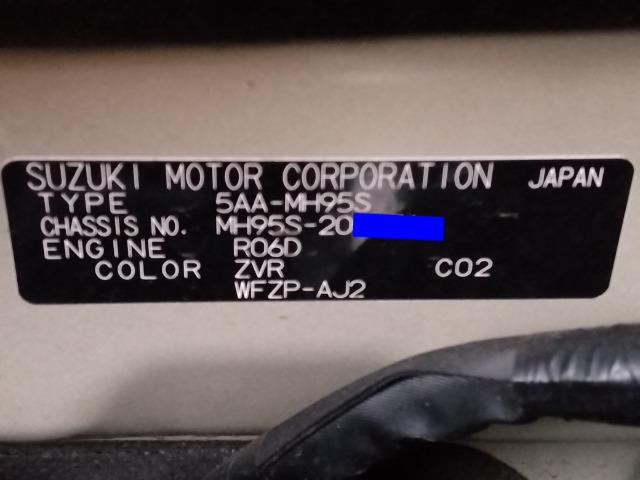 SUZUKI MOTOR CORPORATION JAPAN
TYPE 5AA-MH95S
CHASSIS NO. MH95S-20
ENGINE R06D
COLOR ZVR C02
WFZP-AJ2